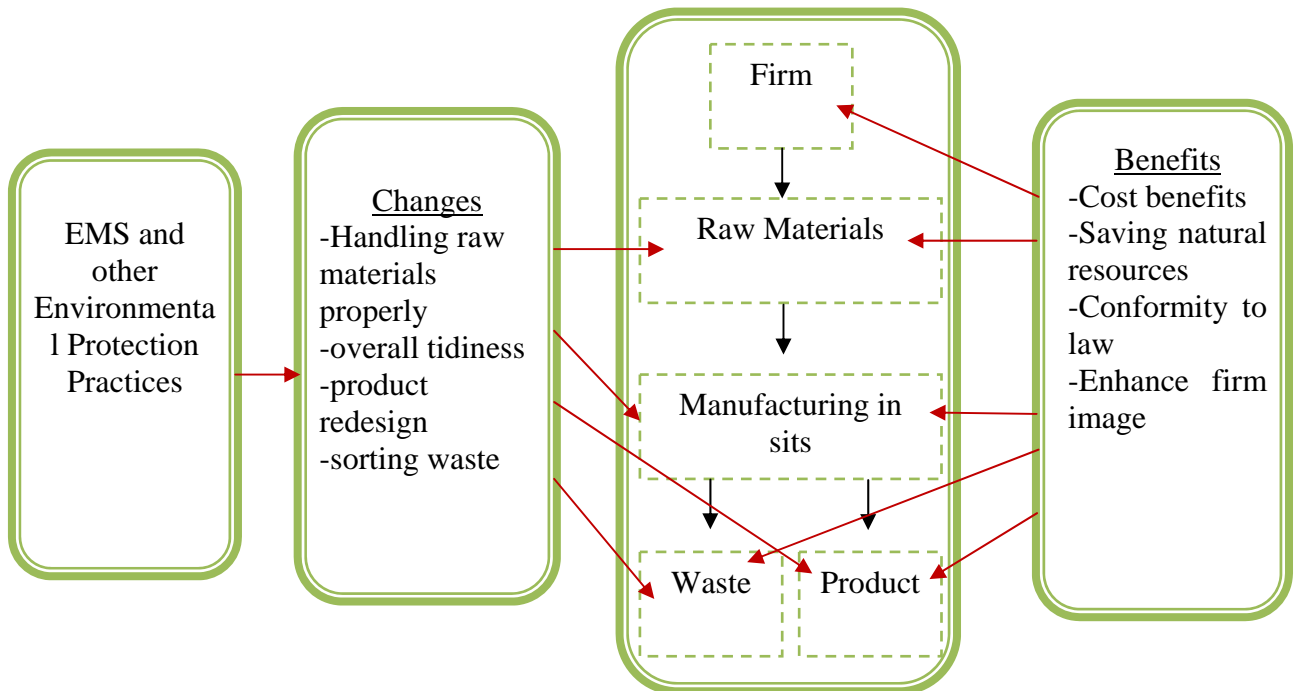 EMS and
other
Environmenta
l Protection
Practices
Changes
-Handling raw
materials
properly
-overall tidiness
-product
redesign
-sorting waste
Firm
Raw Materials
Manufacturing in
sits
Waste
Product
Benefits
-Cost benefits
-Saving natural
resources
-Conformity to
law
-Enhance firm
image